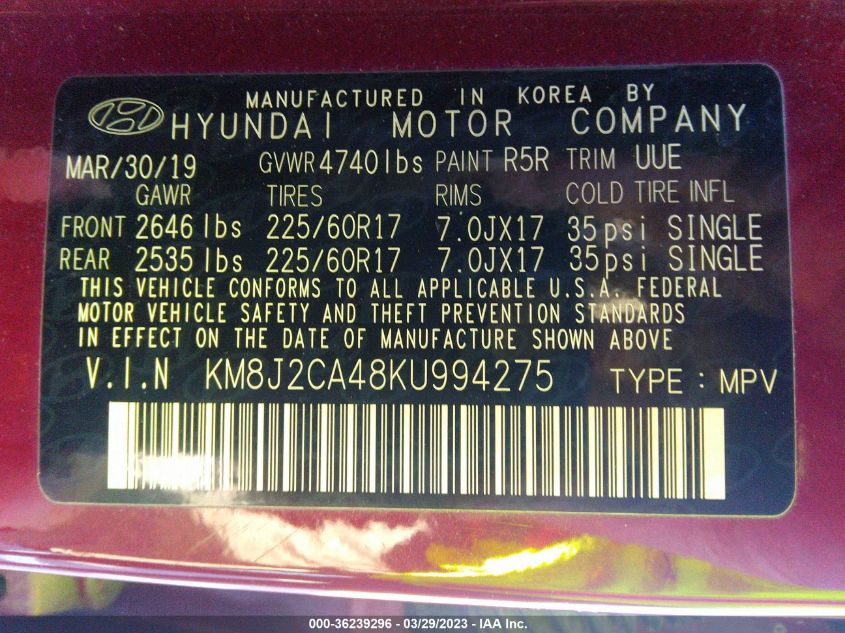 MANUFACTURED IN KOREA BY
HYUNDAI MOTOR COMPANY
MAR/30/19 GVWR 4740lbs PAINT R5R TRIM UUE
GAWR TIRES RIMS COLD TIRE INFL
FRONT 2646 lbs 225/60R17 7.0JX17 35psi SINGLE
REAR 2535 lbs 225/60R17 7.0JX17 35psi SINGLE
THIS VEHICLE CONFORMS TO ALL APPLICABLE U.S.A. FEDERAL
MOTOR VEHICLE SAFETY AND THEFT PREVENTION STANDARDS
IN EFFECT ON THE DATE OF MANUFACTURE SHOWN ABOVE
V.I.N KM8J2CA48KU994275 TYPE : MPV
000-36239296 - 03/29/2023 - IAA Inc.